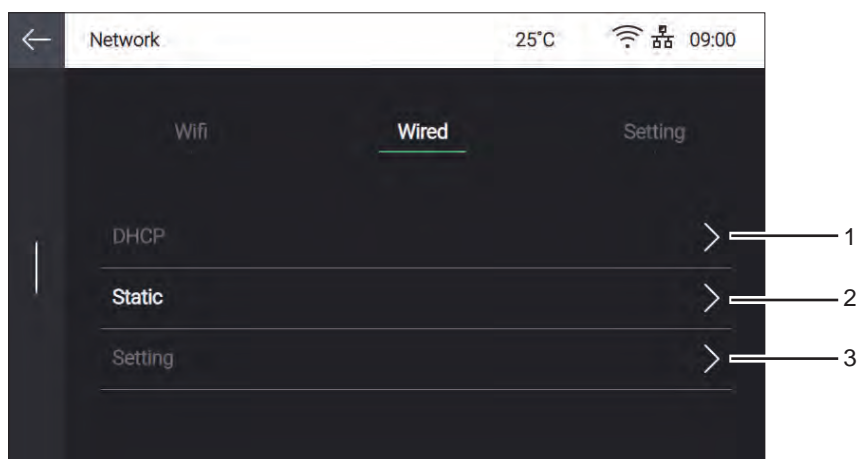 Network 25°C 09:00
Wifi Wired Setting
DHCP 1
Static 2
Setting 3